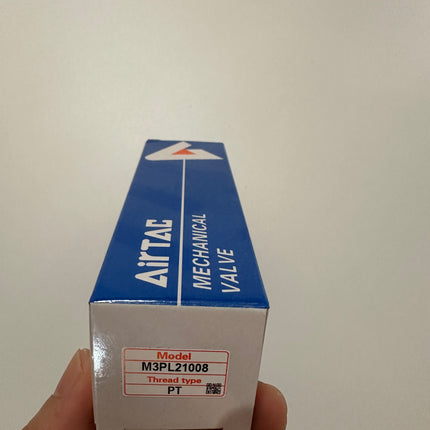 AirTAC
MECHANICAL
VALVE
Model
M3PL21008
Thread type
PT